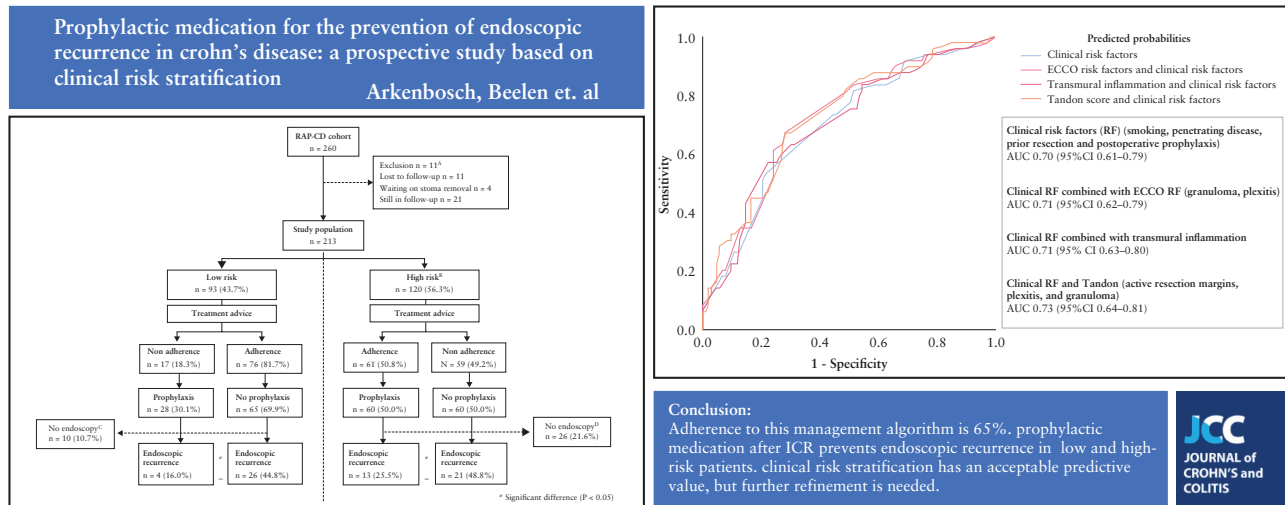 Prophylactic medication for the prevention of endoscopic
recurrence in crohn's disease: a prospective study based on
clinical risk stratification
Arkenbosch, Beelen et. al
RAP-CD cohort
n = 260
Exclusion n = 11A
Lost to follow-up n = 11
Waiting on stoma removal n = 4
Still in follow-up n = 21
Study population
n = 213
Low risk
n = 93 (43.7%)
High riskB
n = 120 (56.3%)
Treatment advice
Treatment advice
Non adherence
n = 17 (18.3%)
Adherence
n = 76 (81.7%)
Adherence
n = 61 (50.8%)
Non adherence
N = 59 (49.2%)
Prophylaxis
n = 28 (30.1%)
No prophylaxis
n = 65 (69.9%)
Prophylaxis
n = 60 (50.0%)
No prophylaxis
n = 60 (50.0%)
No endoscopyC
n = 10 (10.7%)
No endoscopyD
n = 26 (21.6%)
Endoscopic
recurrence
n = 4 (16.0%)
*
–
Endoscopic
recurrence
n = 26 (44.8%)
Endoscopic
recurrence
n = 13 (25.5%)
*
–
Endoscopic
recurrence
n = 21 (48.8%)
* Significant difference (P < 0.05)
Sensitivity
1.0
0.8
0.6
0.4
0.2
0.0
0.0 0.2 0.4 0.6 0.8 1.0
1 - Specificity
Predicted probabilities
Clinical risk factors
ECCO risk factors and clinical risk factors
Transmural inflammation and clinical risk factors
Tandon score and clinical risk factors
Clinical risk factors (RF) (smoking, penetrating disease,
prior resection and postoperative prophylaxis)
AUC 0.70 (95%CI 0.61–0.79)
Clinical RF combined with ECCO RF (granuloma, plexitis)
AUC 0.71 (95%CI 0.62–0.79)
Clinical RF combined with transmural inflammation
AUC 0.71 (95% CI 0.63–0.80)
Clinical RF and Tandon (active resection margins,
plexitis, and granuloma)
AUC 0.73 (95%CI 0.64–0.81)
Conclusion:
Adherence to this management algorithm is 65%. prophylactic
medication after ICR prevents endoscopic recurrence in low and high-
risk patients. clinical risk stratification has an acceptable predictive
value, but further refinement is needed.
JCC
JOURNAL of
CROHN'S and
COLITIS